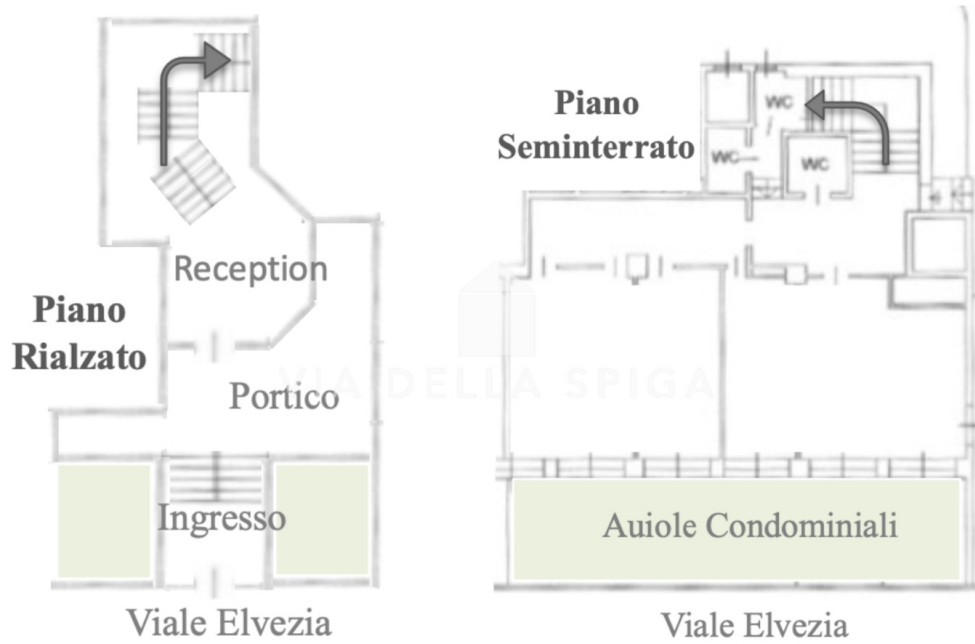 Piano
Rialzato
Reception
Portico
Ingresso
Viale Elvezia
Piano
Seminterrato
WC
WC
WC
Auiole Condominiali
Viale Elvezia
VIA DELLA SPIGA